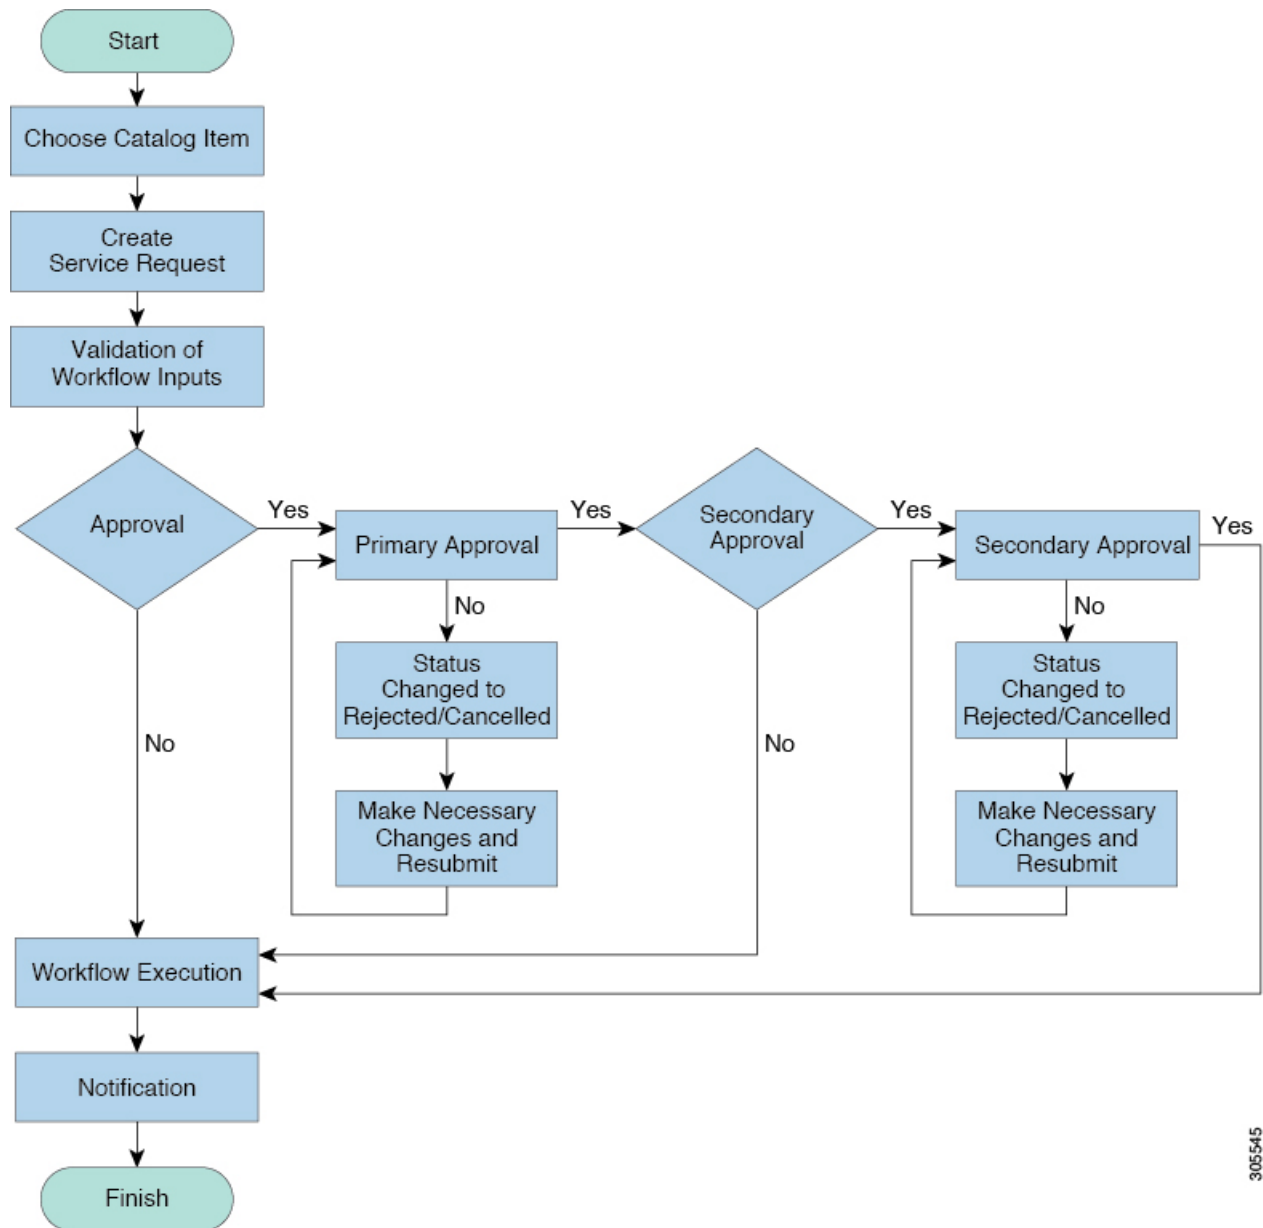 Start
Choose Catalog Item
Create
Service Request
Validation of
Workflow Inputs
Approval
Yes
Primary Approval
Yes
Secondary
Approval
Yes
Secondary Approval
Yes
No
No
Status
Changed to
Rejected/Cancelled
Status
Changed to
Rejected/Cancelled
No
No
Make Necessary
Changes and
Resubmit
Make Necessary
Changes and
Resubmit
Workflow Execution
Notification
Finish
305545